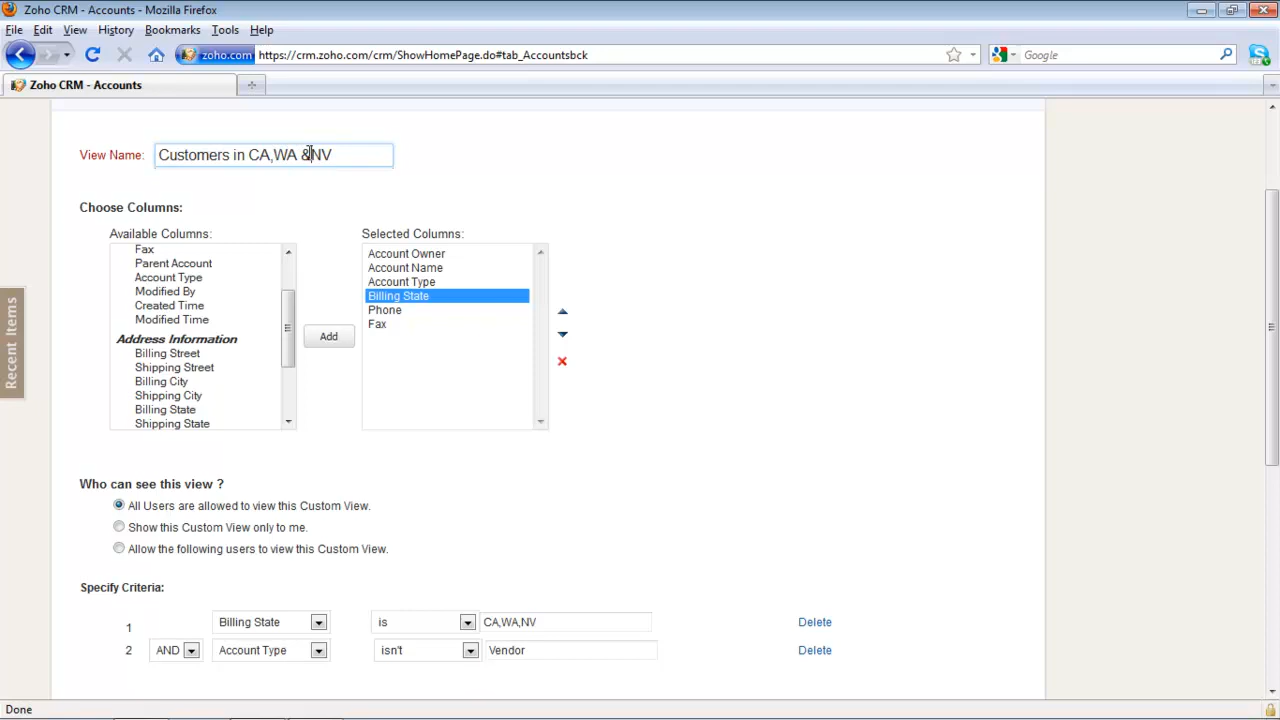 Zoho CRM - Accounts - Mozilla Firefox
File Edit View History Bookmarks Tools Help
zoho.com https://crm.zoho.com/crm/ShowHomePage.do#tab_Accountsbck Google
Zoho CRM - Accounts
View Name: Customers in CA,WA &NV
Choose Columns:
Available Columns: Selected Columns:
Fax
Parent Account
Account Type
Modified By
Created Time
Modified Time
Address Information
Billing Street
Shipping Street
Billing City
Shipping City
Billing State
Shipping State
Add
Account Owner
Account Name
Account Type
Billing State
Phone
Fax
Recent Items
Who can see this view ?
All Users are allowed to view this Custom View.
Show this Custom View only to me.
Allow the following users to view this Custom View.
Specify Criteria:
1 Billing State is CA,WA,NV Delete
2 AND Account Type isn't Vendor Delete
Done